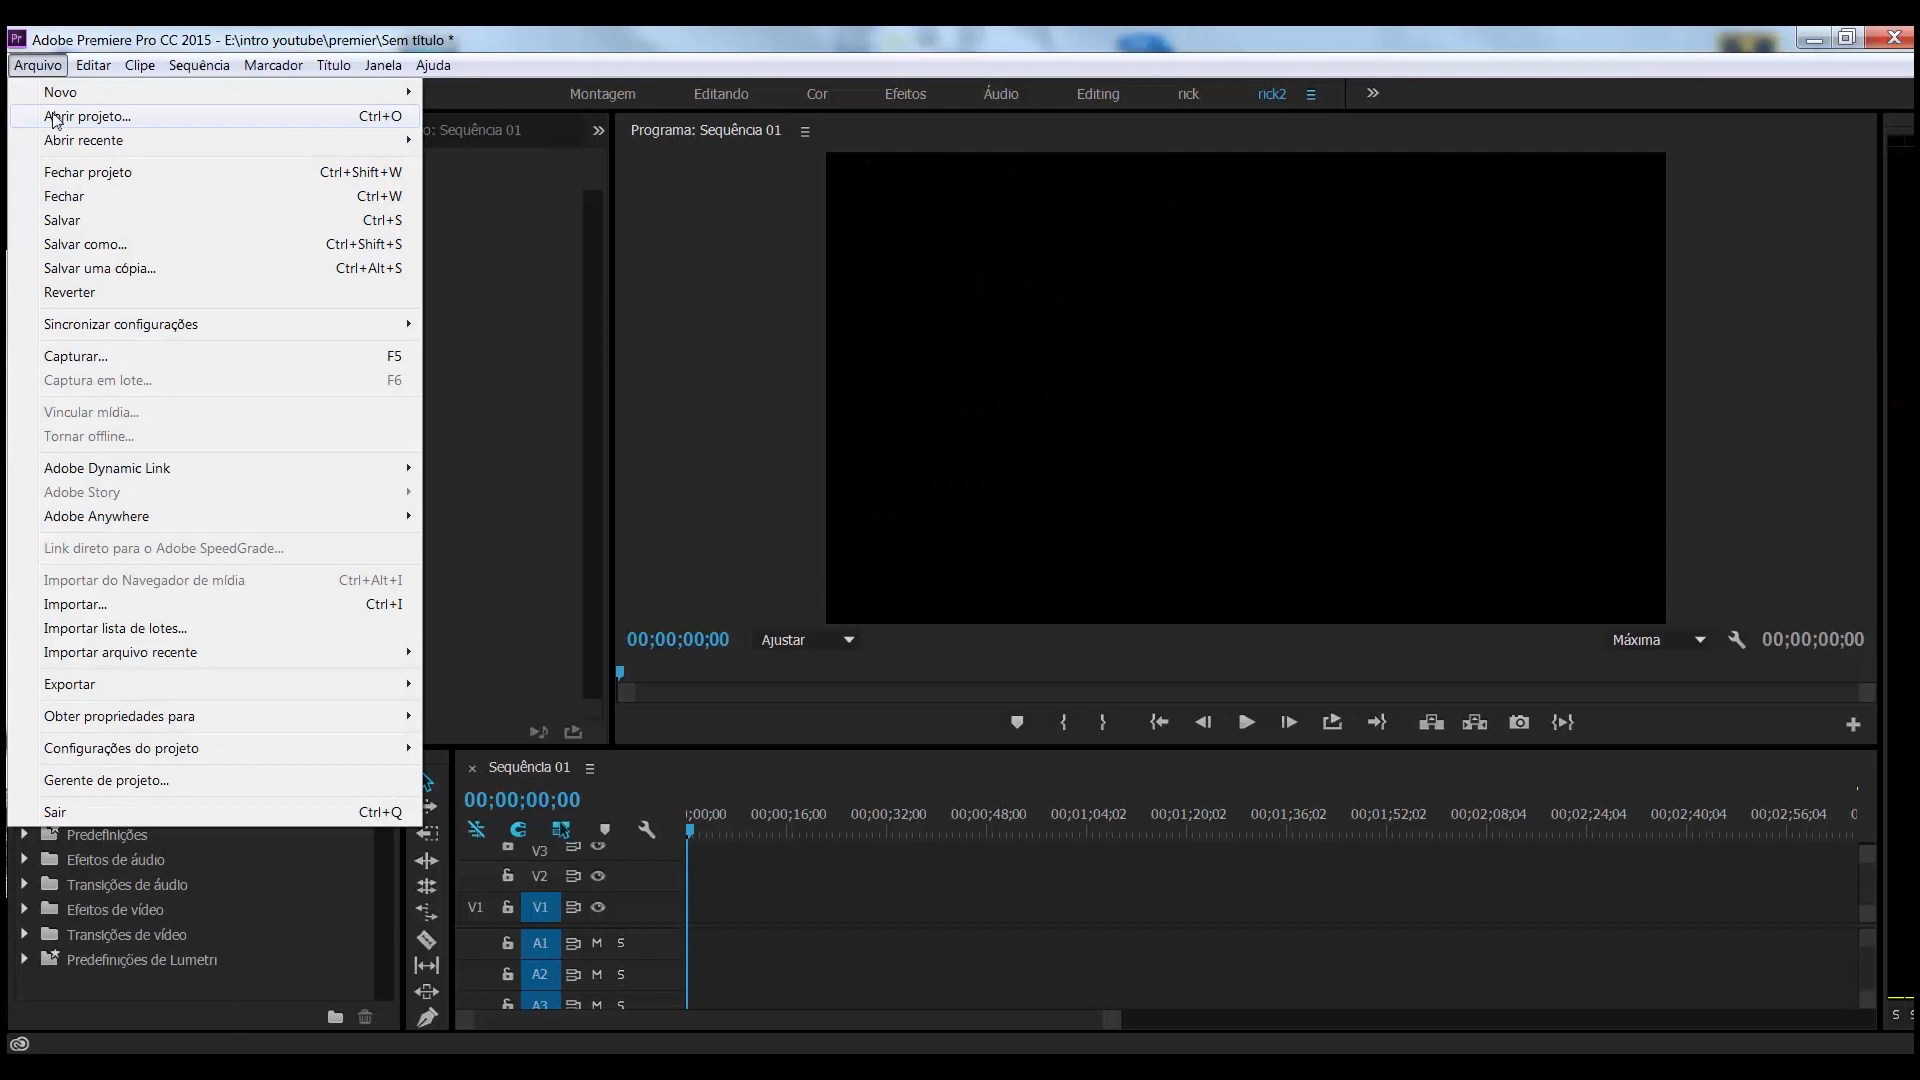 Pr Adobe Premiere Pro CC 2015 - E:\intro youtube\premier\Sem título *
Arquivo Editar Clipe Sequência Marcador Título Janela Ajuda
Novo
Abrir projeto... Ctrl+O
Abrir recente
Fechar projeto Ctrl+Shift+W
Fechar Ctrl+W
Salvar Ctrl+S
Salvar como... Ctrl+Shift+S
Salvar uma cópia... Ctrl+Alt+S
Reverter
Sincronizar configurações
Capturar... F5
Captura em lote... F6
Vincular mídia...
Tornar offline...
Adobe Dynamic Link
Adobe Story
Adobe Anywhere
Link direto para o Adobe SpeedGrade...
Importar do Navegador de mídia Ctrl+Alt+I
Importar... Ctrl+I
Importar lista de lotes...
Importar arquivo recente
Exportar
Obter propriedades para
Configurações do projeto
Gerente de projeto...
Sair Ctrl+Q
Predefinições
Efeitos de áudio
Transições de áudio
Efeitos de vídeo
Transições de vídeo
Predefinições de Lumetri
Montagem Editando Cor Efeitos Áudio Editing rick rick2
o: Sequência 01
Programa: Sequência 01
00;00;00;00 Ajustar Máxima 00;00;00;00
Sequência 01
00;00;00;00
;00;00 00;00;16;00 00;00;32;00 00;00;48;00 00;01;04;02 00;01;20;02 00;01;36;02 00;01;52;02 00;02;08;04 00;02;24;04 00;02;40;04 00;02;56;04 0
V3
V2
V1 V1
A1 M S
A2 M S
A3 M S
S S